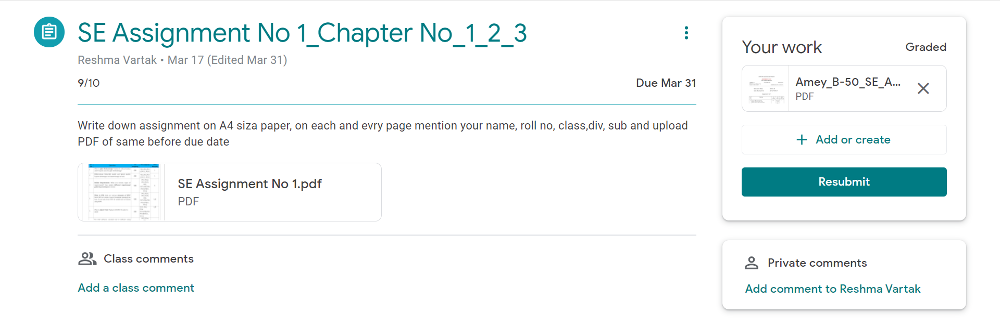 SE Assignment No 1_Chapter No_1_2_3
Reshma Vartak • Mar 17 (Edited Mar 31)
9/10
Due Mar 31
Write down assignment on A4 siza paper, on each and evry page mention your name, roll no, class,div, sub and upload
PDF of same before due date
SE Assignment No 1.pdf
PDF
Class comments
Add a class comment
Your work
Graded
Amey_B-50_SE_A...
PDF
Add or create
Resubmit
Private comments
Add comment to Reshma Vartak